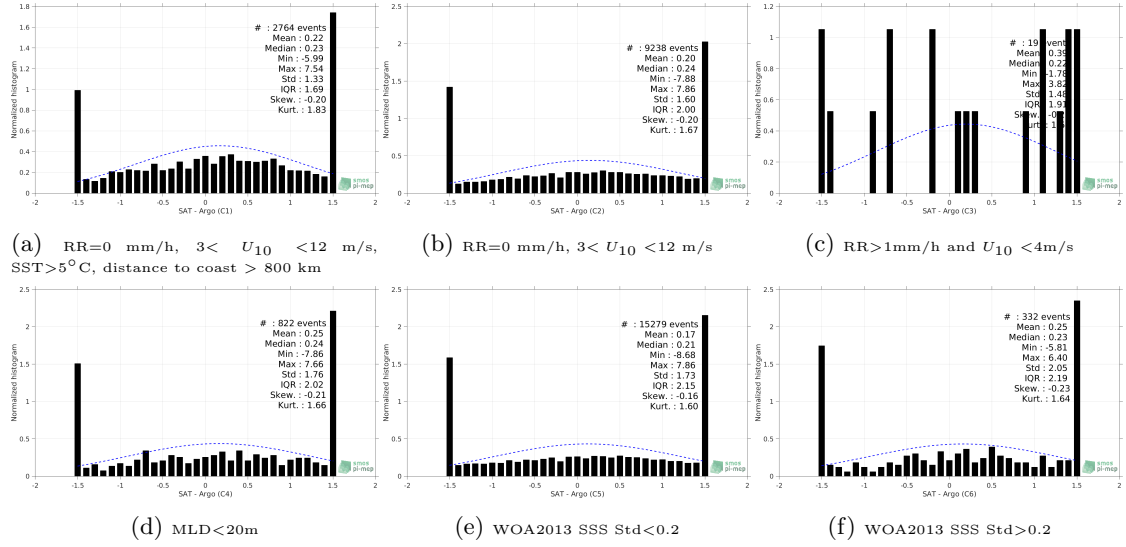 1.8
1.6
1.4
1.2
1
0.8
0.6
0.4
0.2
0
Normalized histogram
# : 2764 events
Mean : 0.22
Median : 0.23
Min : -5.99
Max : 7.54
Std : 1.33
IQR : 1.69
Skew. : -0.20
Kurt. : 1.83
smos
pi-mep
-2 -1.5 -1 -0.5 0 0.5 1 1.5 2
SAT - Argo (C1)
(a) RR=0 mm/h, 3< U10 <12 m/s,
SST>5°C, distance to coast > 800 km
2.5
2
1.5
1
0.5
0
Normalized histogram
# : 9238 events
Mean : 0.20
Median : 0.24
Min : -7.88
Max : 7.86
Std : 1.60
IQR : 2.00
Skew. : -0.20
Kurt. : 1.67
smos
pi-mep
-2 -1.5 -1 -0.5 0 0.5 1 1.5 2
SAT - Argo (C2)
(b) RR=0 mm/h, 3< U10 <12 m/s
1.2
1
0.8
0.6
0.4
0.2
0
Normalized histogram
# : 19 events
Mean : 0.39
Median : 0.22
Min : -1.78
Max : 3.82
Std : 1.48
IQR : 1.91
Skew.
Kurt.
smos
pi-mep
-2 -1.5 -1 -0.5 0 0.5 1 1.5 2
SAT - Argo (C3)
(c) RR>1mm/h and U10 <4m/s
2.5
2
1.5
1
0.5
0
Normalized histogram
# : 822 events
Mean : 0.25
Median : 0.24
Min : -7.86
Max : 7.66
Std : 1.76
IQR : 2.02
Skew. : -0.21
Kurt. : 1.66
smos
pi-mep
-2 -1.5 -1 -0.5 0 0.5 1 1.5 2
SAT - Argo (C4)
(d) MLD<20m
2.5
2
1.5
1
0.5
0
Normalized histogram
# : 15279 events
Mean : 0.17
Median : 0.21
Min : -8.68
Max : 7.86
Std : 1.73
IQR : 2.15
Skew. : -0.16
Kurt. : 1.60
smos
pi-mep
-2 -1.5 -1 -0.5 0 0.5 1 1.5 2
SAT - Argo (C5)
(e) WOA2013 SSS Std<0.2
2.5
2
1.5
1
0.5
0
Normalized histogram
# : 332 events
Mean : 0.25
Median : 0.23
Min : -5.81
Max : 6.40
Std : 2.05
IQR : 2.19
Skew. : -0.23
Kurt. : 1.64
smos
pi-mep
-2 -1.5 -1 -0.5 0 0.5 1 1.5 2
SAT - Argo (C6)
(f) WOA2013 SSS Std>0.2